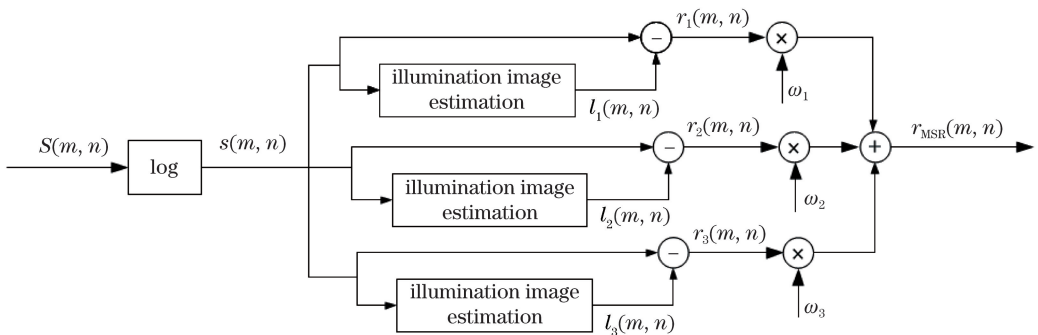 r₁(m, n)
−
×
illumination image
estimation
l₁(m, n)
ω₁
S(m, n)
log
s(m, n)
r₂(m, n)
−
×
+
r_MSR(m, n)
illumination image
estimation
l₂(m, n)
ω₂
r₃(m, n)
−
×
illumination image
estimation
l₃(m, n)
ω₃